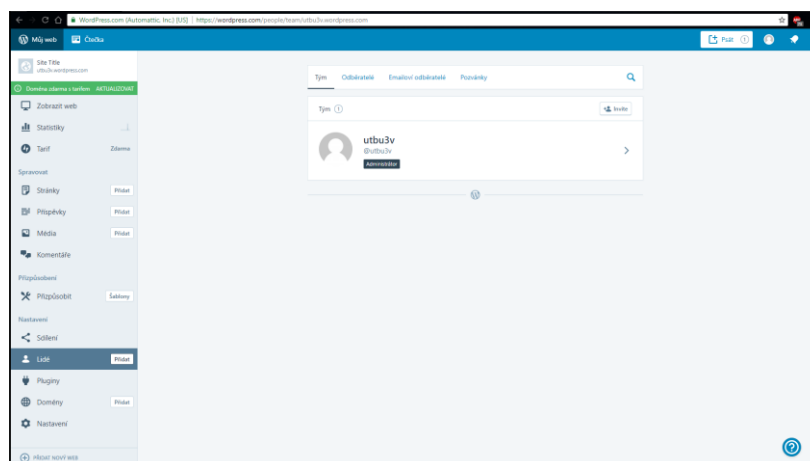 WordPress.com (Automattic, Inc.) [US] | https://wordpress.com/people/team/utbu3v.wordpress.com
Můj web Čtečka Psát 1
Site Title
utbu3v.wordpress.com
Doména zdarma s tarifem AKTUALIZOVAT
Zobrazit web
Statistiky
Tarif Zdarma
Spravovat
Stránky Přidat
Příspěvky Přidat
Média Přidat
Komentáře
Přizpůsobení
Přizpůsobit Šablony
Nastavení
Sdílení
Lidé Přidat
Pluginy
Domény Přidat
Nastavení
PŘIDAT NOVÝ WEB
Tým Odběratelé Emailoví odběratelé Pozvánky
Tým 1 Invite
utbu3v
@utbu3v
Administrátor